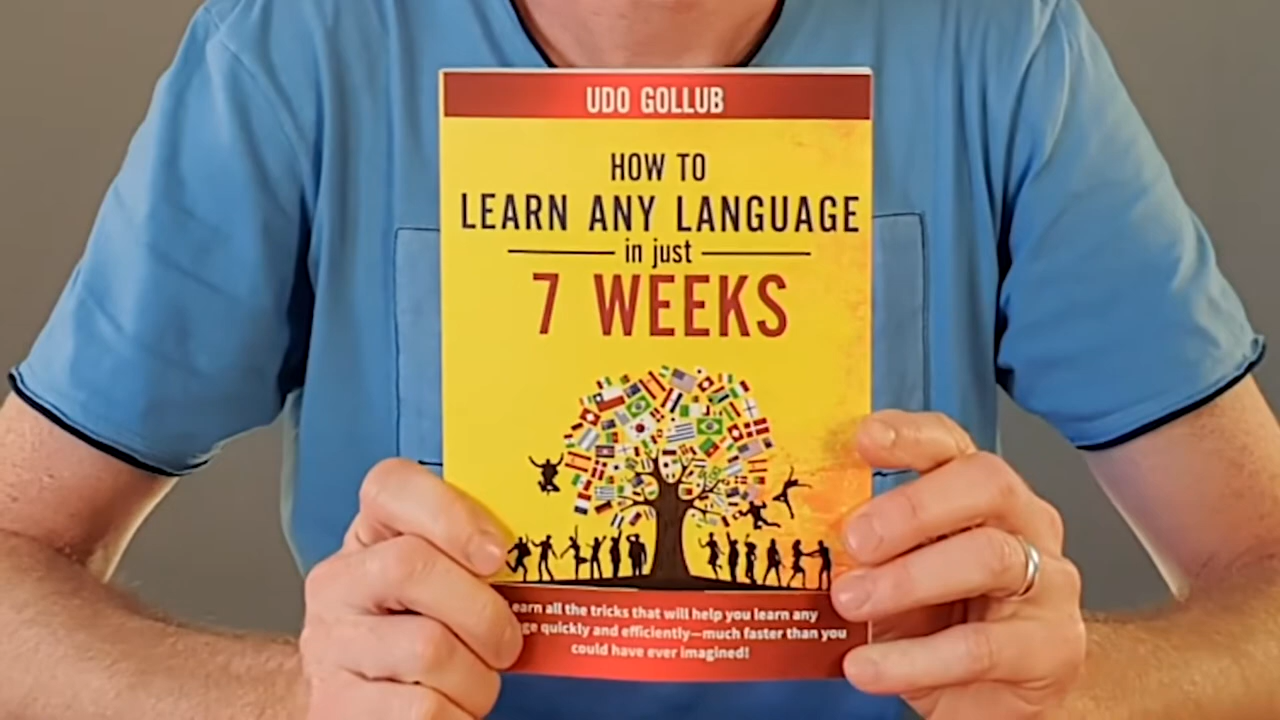 UDO GOLLUB
HOW TO
LEARN ANY LANGUAGE
in just
7 WEEKS
earn all the tricks that will help you learn any
ge quickly and efficiently—much faster than you
could have ever imagined!